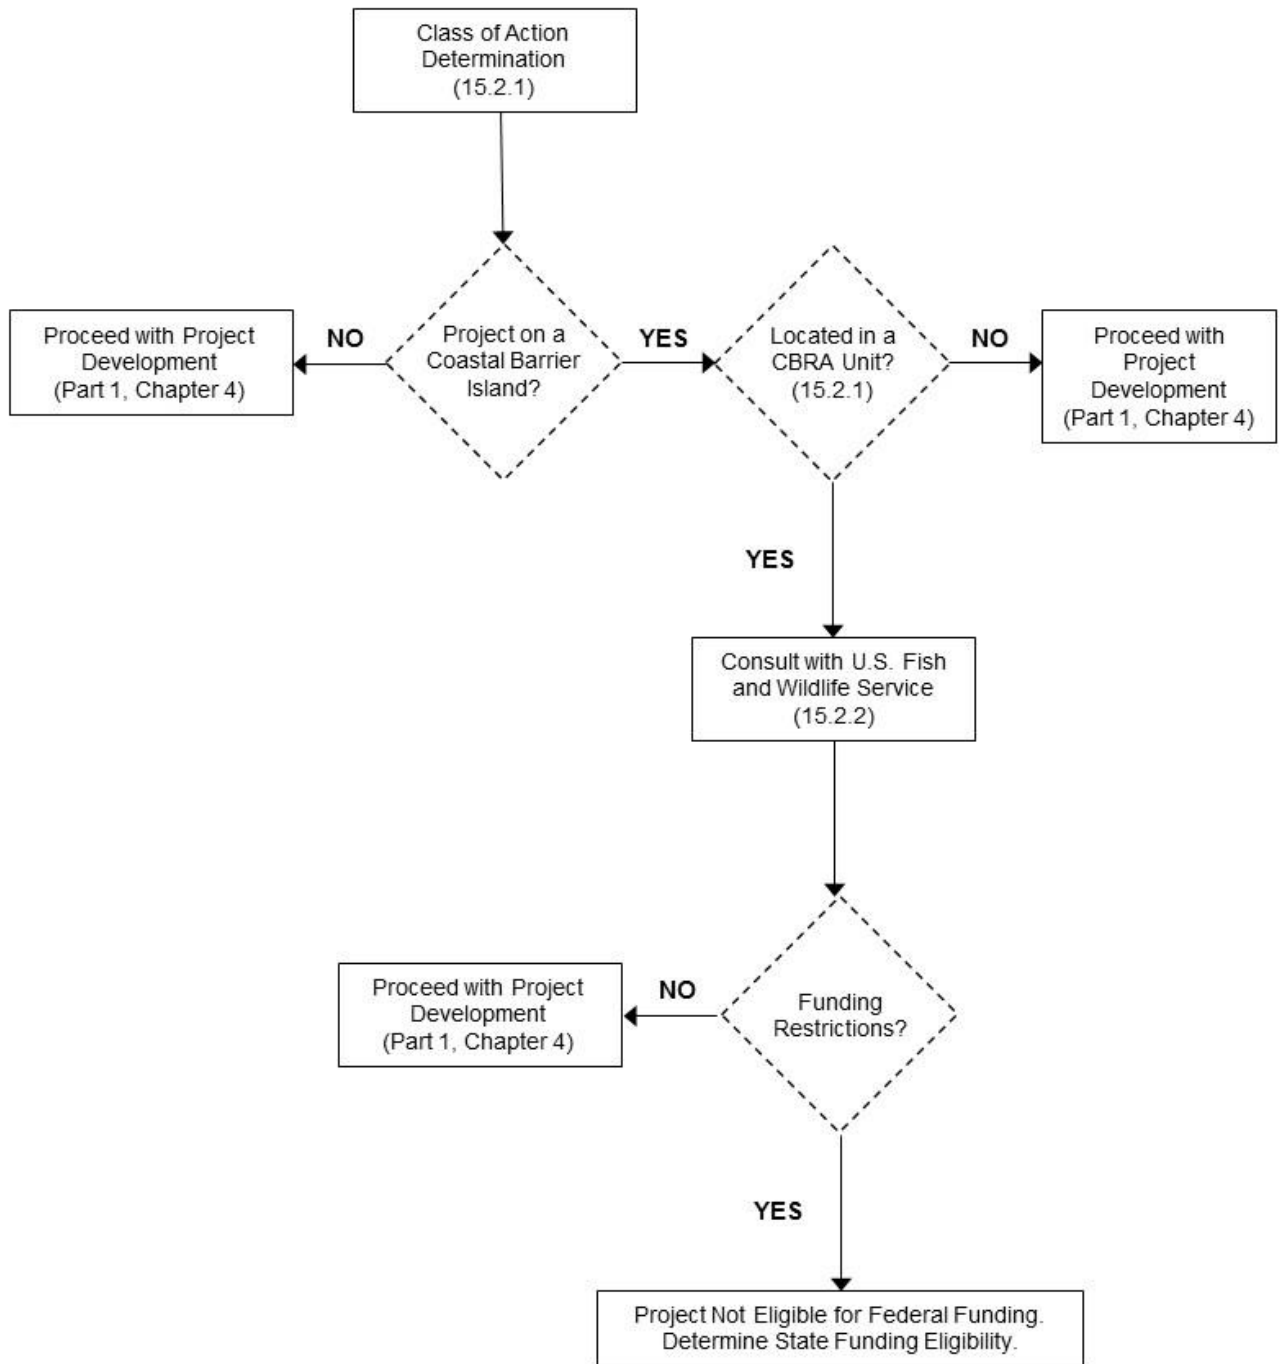 Class of Action
Determination
(15.2.1)
Proceed with Project
Development
(Part 1, Chapter 4)
NO
Project on a
Coastal Barrier
Island?
YES
Located in a
CBRA Unit?
(15.2.1)
NO
Proceed with
Project
Development
(Part 1, Chapter 4)
YES
Consult with U.S. Fish
and Wildlife Service
(15.2.2)
Proceed with Project
Development
(Part 1, Chapter 4)
NO
Funding
Restrictions?
YES
Project Not Eligible for Federal Funding.
Determine State Funding Eligibility.